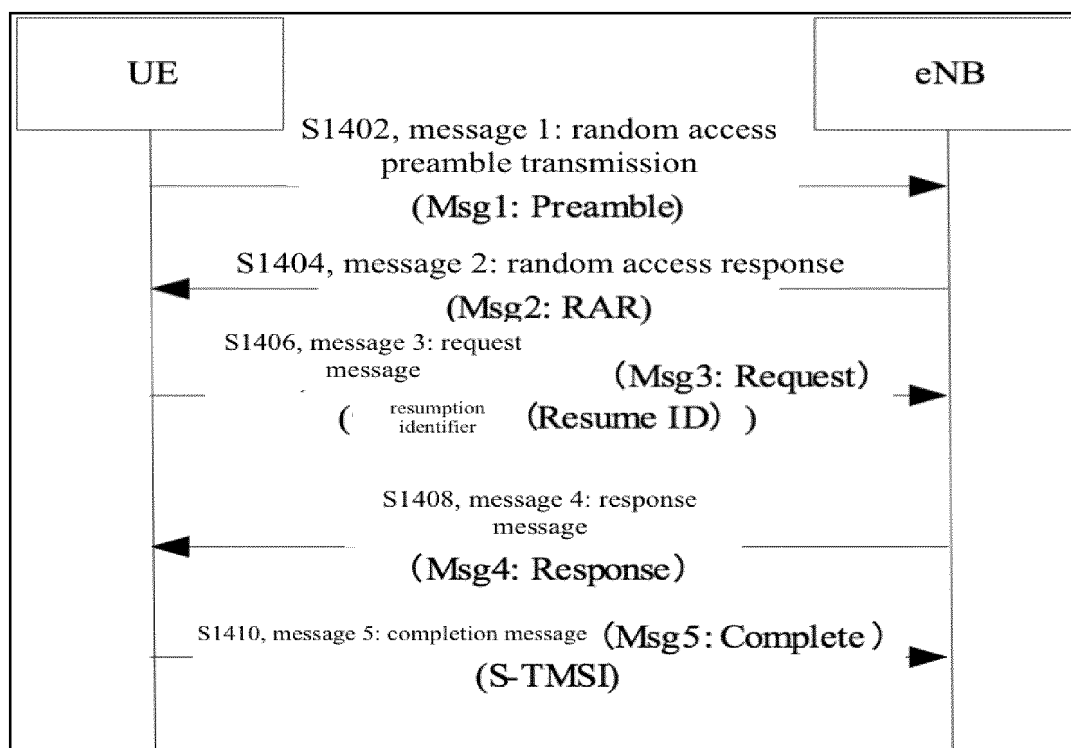 UE
eNB
S1402, message 1: random access
preamble transmission
(Msg1: Preamble)
S1404, message 2: random access response
(Msg2: RAR)
S1406, message 3: request
message
(Msg3: Request)
( resumption
identifier
(Resume ID) )
S1408, message 4: response
message
(Msg4: Response)
S1410, message 5: completion message (Msg5: Complete)
(S-TMSI)